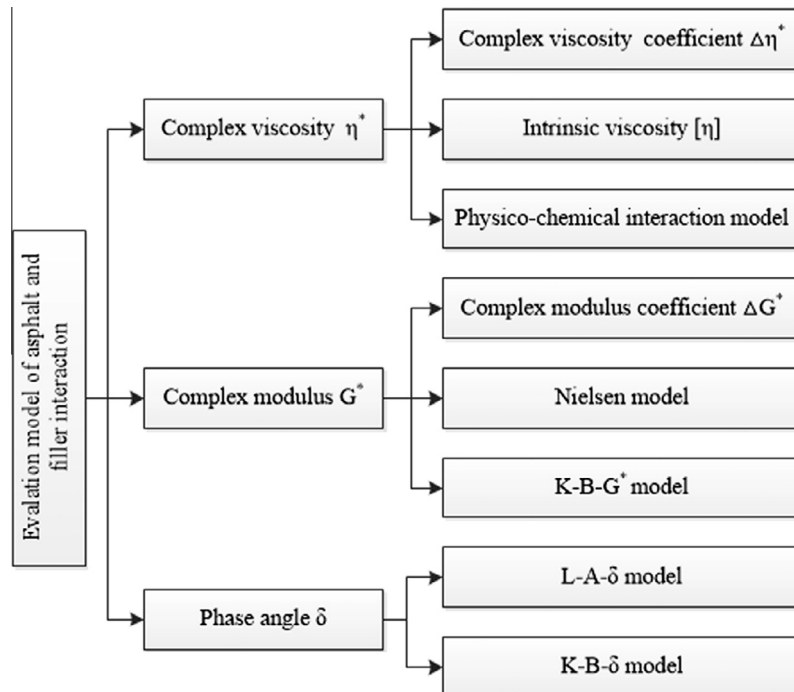 Evalation model of asphalt and
filler interaction
Complex viscosity η*
Complex viscosity coefficient Δη*
Intrinsic viscosity [η]
Physico-chemical interaction model
Complex modulus G*
Complex modulus coefficient ΔG*
Nielsen model
K-B-G* model
Phase angle δ
L-A-δ model
K-B-δ model